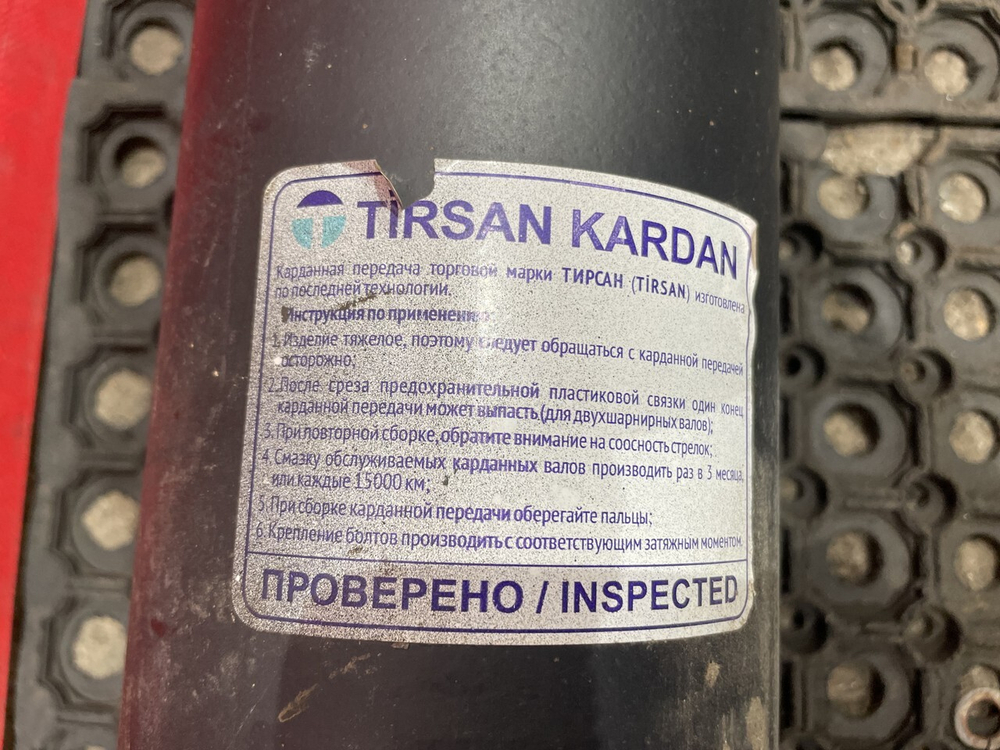 TİRSAN KARDAN
Карданная передача торговой марки ТИРСАН (TİRSAN) изготовлена
по последней технологии.
Инструкция по применению:
1.Изделие тяжелое, поэтому следует обращаться с карданной передачей
осторожно;
2.После среза предохранительной пластиковой связки один конец
карданной передачи может выпасть (для двухшарнирных валов);
3.При повторной сборке, обратите внимание на соосность стрелок;
4.Смазку обслуживаемых карданных валов производить раз в 3 месяца,
или каждые 15000 км;
5.При сборке карданной передачи оберегайте пальцы;
6.Крепление болтов производить с соответствующим затяжным моментом.
ПРОВЕРЕНО / INSPECTED